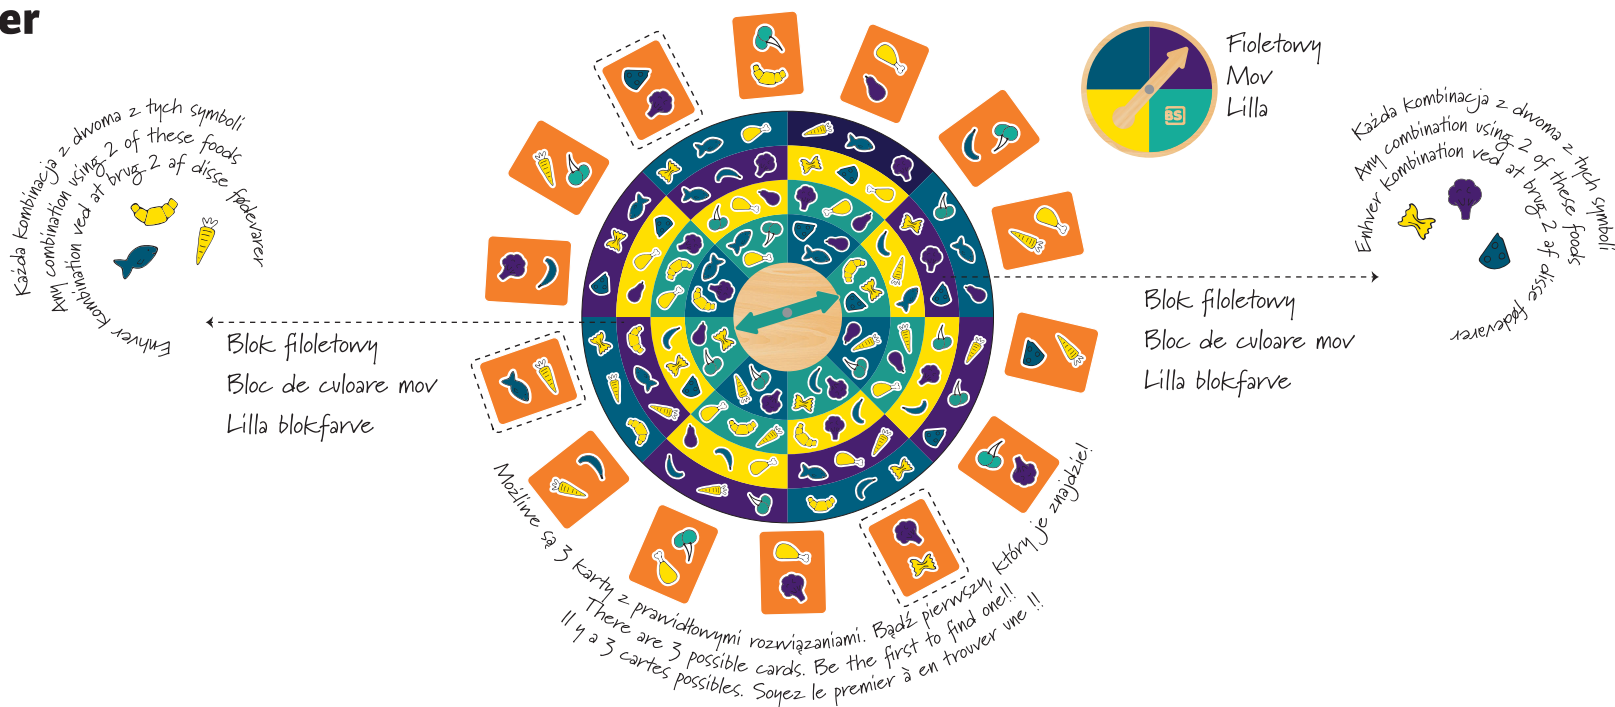 er
Każda kombinacja z dwoma z tych symboli
Any combination using 2 of these foods
Enhver kombination ved at brug 2 af disse fødevarer
Blok filoletowy
Bloc de culoare mov
Lilla blokfarve
BS
Fioletowy
Mov
Lilla
Każda kombinacja z dwoma z tych symboli
Any combination using 2 of these foods
Enhver kombination ved at brug 2 af disse fødevarer
Blok filoletowy
Bloc de culoare mov
Lilla blokfarve
Możliwe są 3 karty z prawidłowymi rozwiązaniami. Bądź pierwszy, który je znajdzie!
There are 3 possible cards. Be the first to find one!!
Il y a 3 cartes possibles. Soyez le premier à en trouver une !!